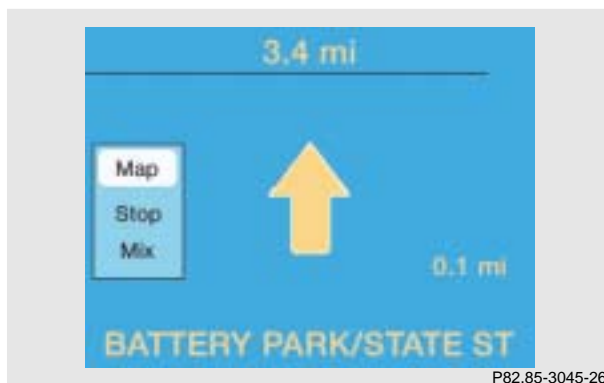 3.4 mi
Map
Stop
Mix
0.1 mi
BATTERY PARK/STATE ST
P82.85-3045-26